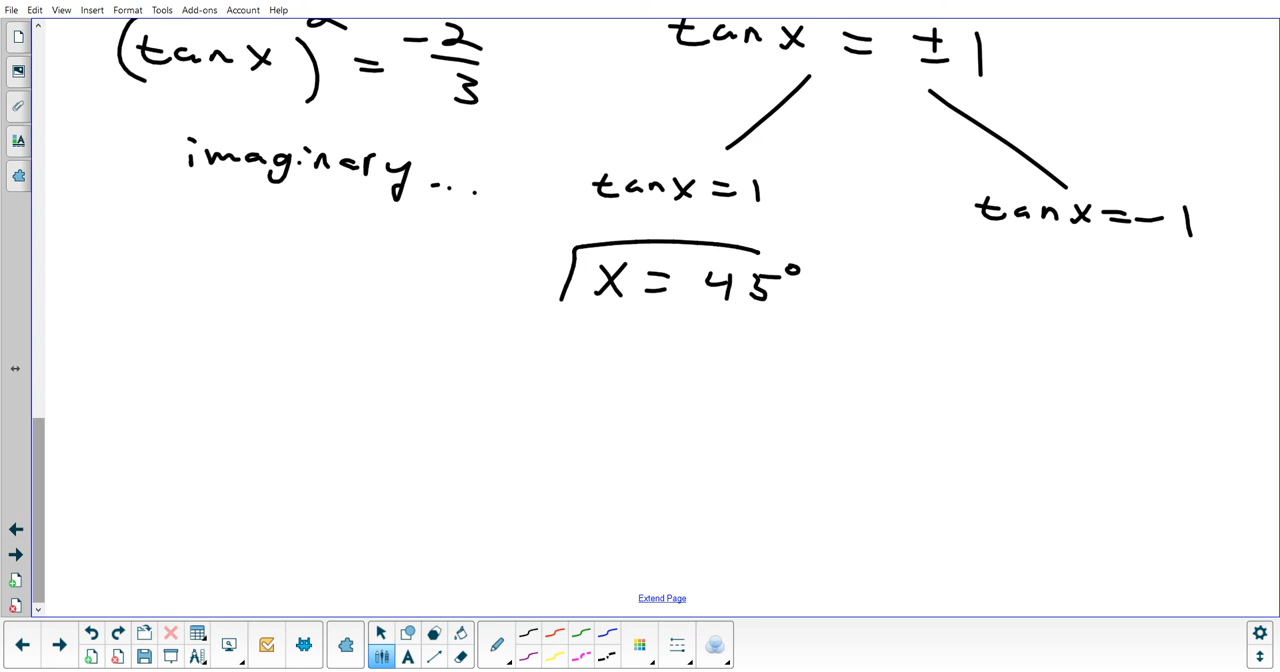 File Edit View Insert Format Tools Add-ons Account Help
(tan x)² = -2/3
imaginary...
tan x = ± 1
tan x = 1
tan x = - 1
x = 45°
Extend Page